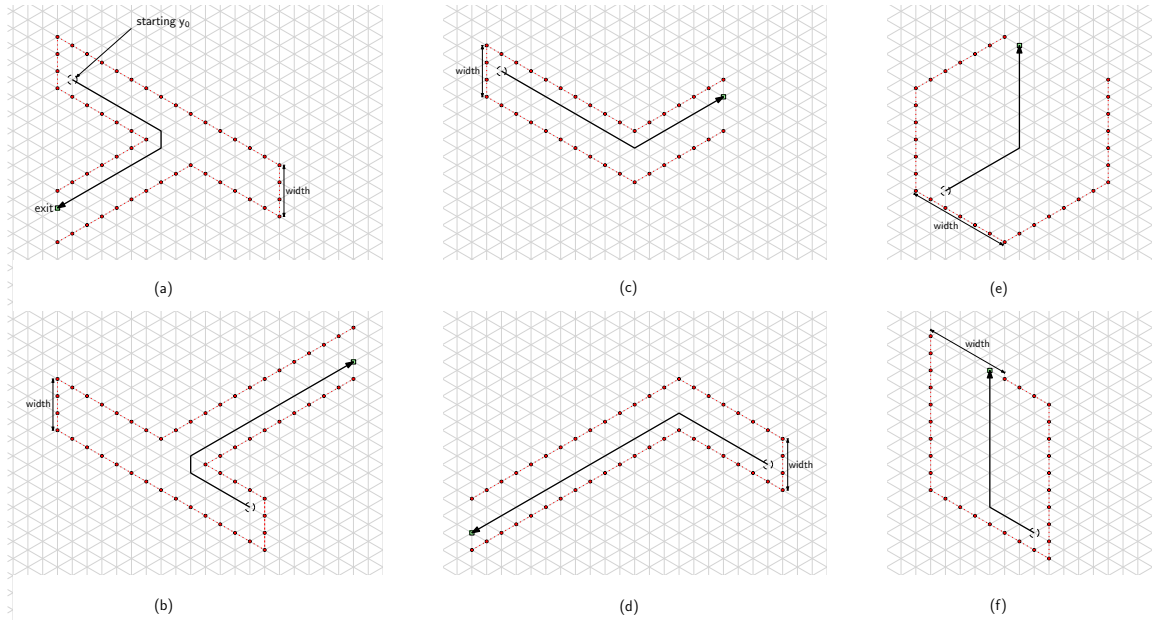 starting y₀
width
exit
(a)
width
(c)
width
(e)
width
(b)
width
(d)
width
(f)